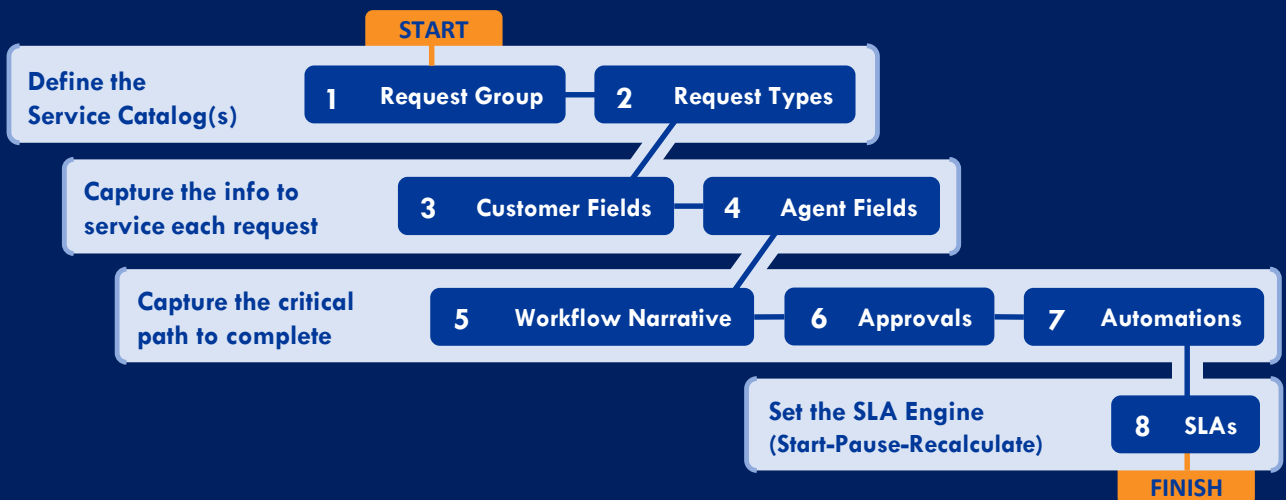 START
Define the
Service Catalog(s)
1 Request Group
2 Request Types
Capture the info to
service each request
3 Customer Fields
4 Agent Fields
Capture the critical
path to complete
5 Workflow Narrative
6 Approvals
7 Automations
Set the SLA Engine
(Start-Pause-Recalculate)
8 SLAs
FINISH